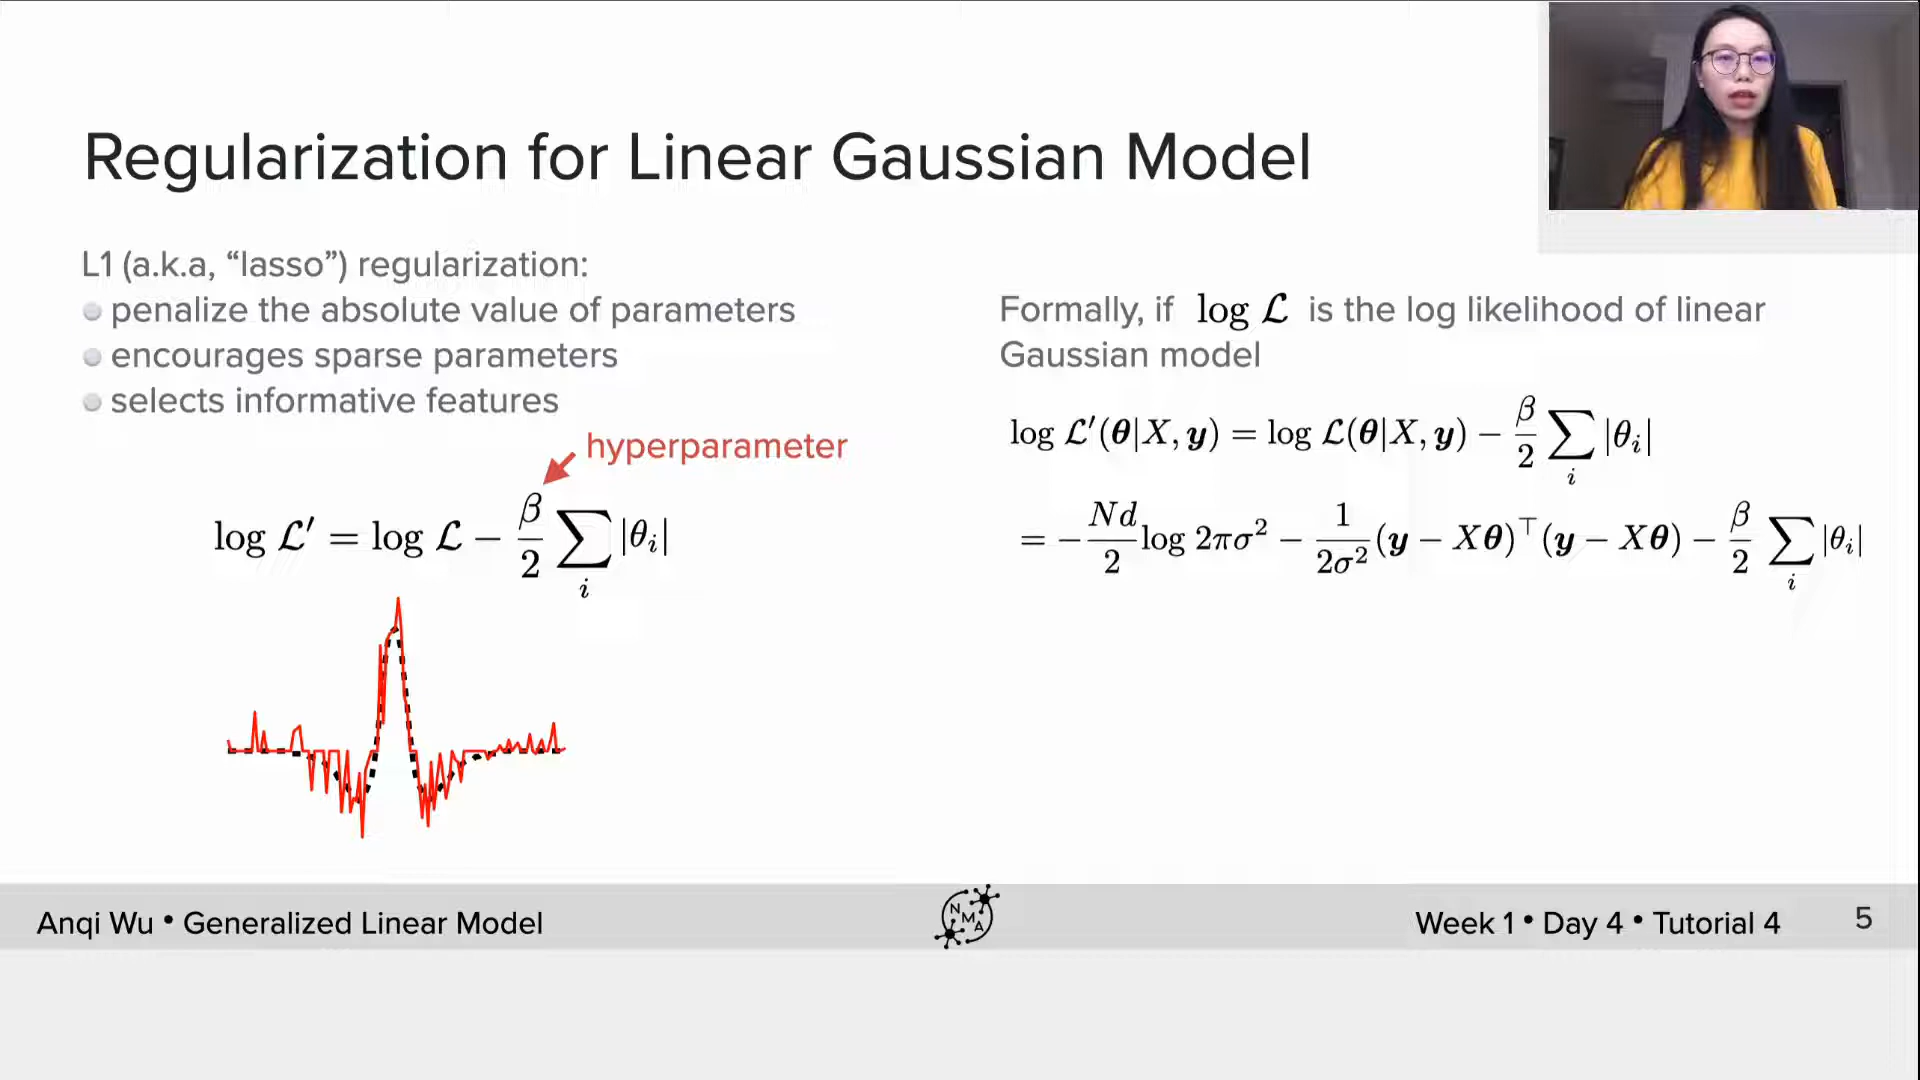 Regularization for Linear Gaussian Model
L1 (a.k.a, “lasso”) regularization:
penalize the absolute value of parameters
encourages sparse parameters
selects informative features
hyperparameter
log ℒ′ = log ℒ − β/2 ∑_i |θ_i|
Formally, if log ℒ is the log likelihood of linear
Gaussian model
log ℒ′(θ|X, y) = log ℒ(θ|X, y) − β/2 ∑_i |θ_i|
= − Nd/2 log 2πσ² − 1/2σ² (y − Xθ)⊤(y − Xθ) − β/2 ∑_i |θ_i|
Anqi Wu • Generalized Linear Model
NMA
Week 1 • Day 4 • Tutorial 4
5